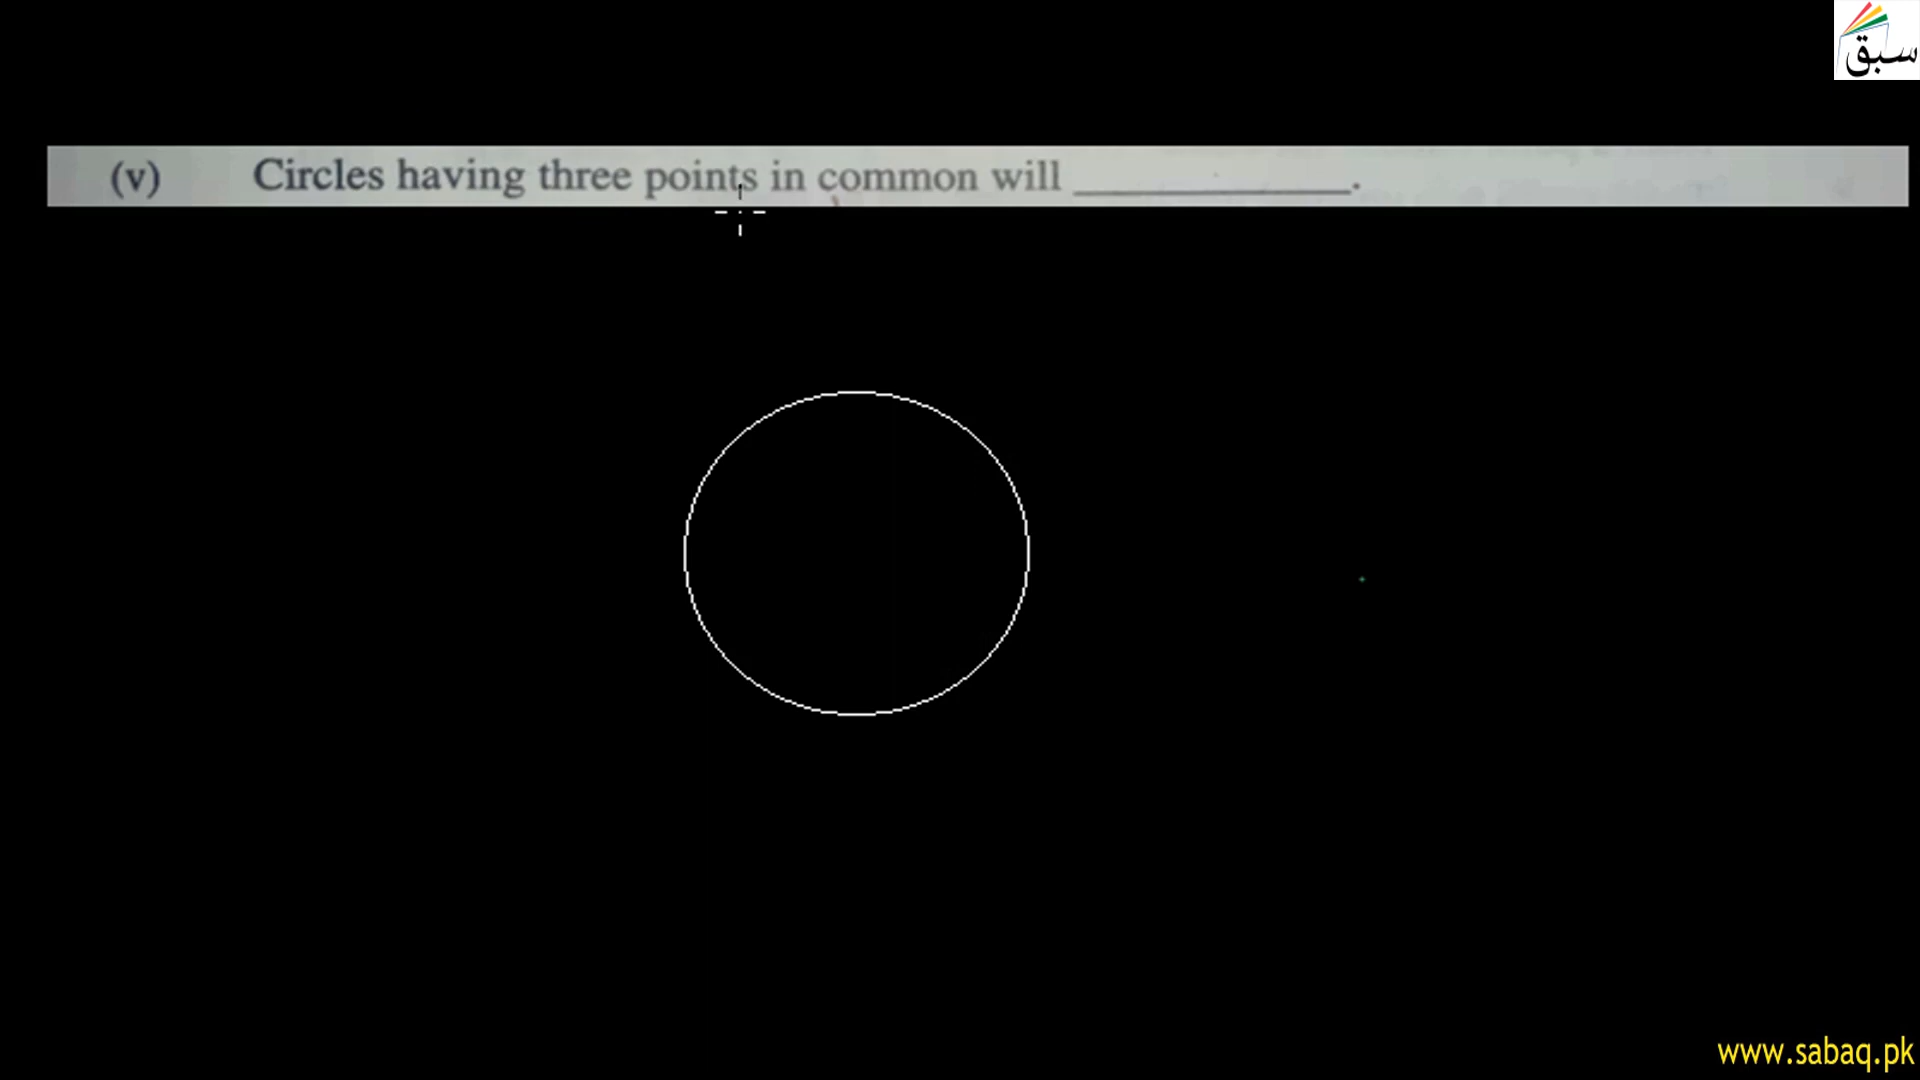 سبق
(v) Circles having three points in common will ____________.
www.sabaq.pk